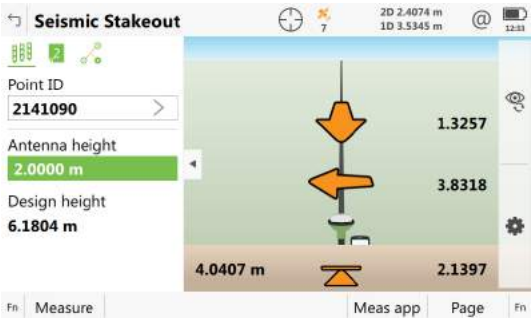 Seismic Stakeout
7
2D 2.4074 m
1D 3.5345 m
@
12:33
2
Point ID
2141090
Antenna height
2.0000 m
Design height
6.1804 m
1.3257
3.8318
4.0407 m
2.1397
Fn
Measure
Meas app
Page
Fn